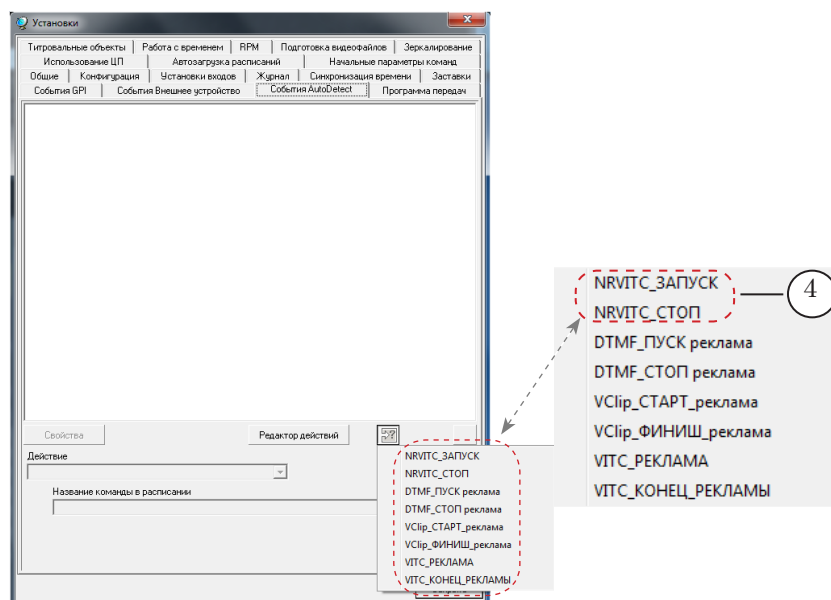 Установки
Титровальные объекты Работа с временем RPM Подготовка видеофайлов Зеркалирование
Использование ЦП Автозагрузка расписаний Начальные параметры команд
Общие Конфигурация Установки входов Журнал Синхронизация времени Заставки
События GPI События Внешнее устройство События AutoDetect Программа передач
Свойства Редактор действий
Действие
Название команды в расписании
NRVITC_ЗАПУСК
NRVITC_СТОП
DTMF_ПУСК реклама
DTMF_СТОП реклама
VClip_СТАРТ_реклама
VClip_ФИНИШ_реклама
VITC_РЕКЛАМА
VITC_КОНЕЦ_РЕКЛАМЫ
NRVITC_ЗАПУСК
NRVITC_СТОП
DTMF_ПУСК реклама
DTMF_СТОП реклама
VClip_СТАРТ_реклама
VClip_ФИНИШ_реклама
VITC_РЕКЛАМА
VITC_КОНЕЦ_РЕКЛАМЫ
4